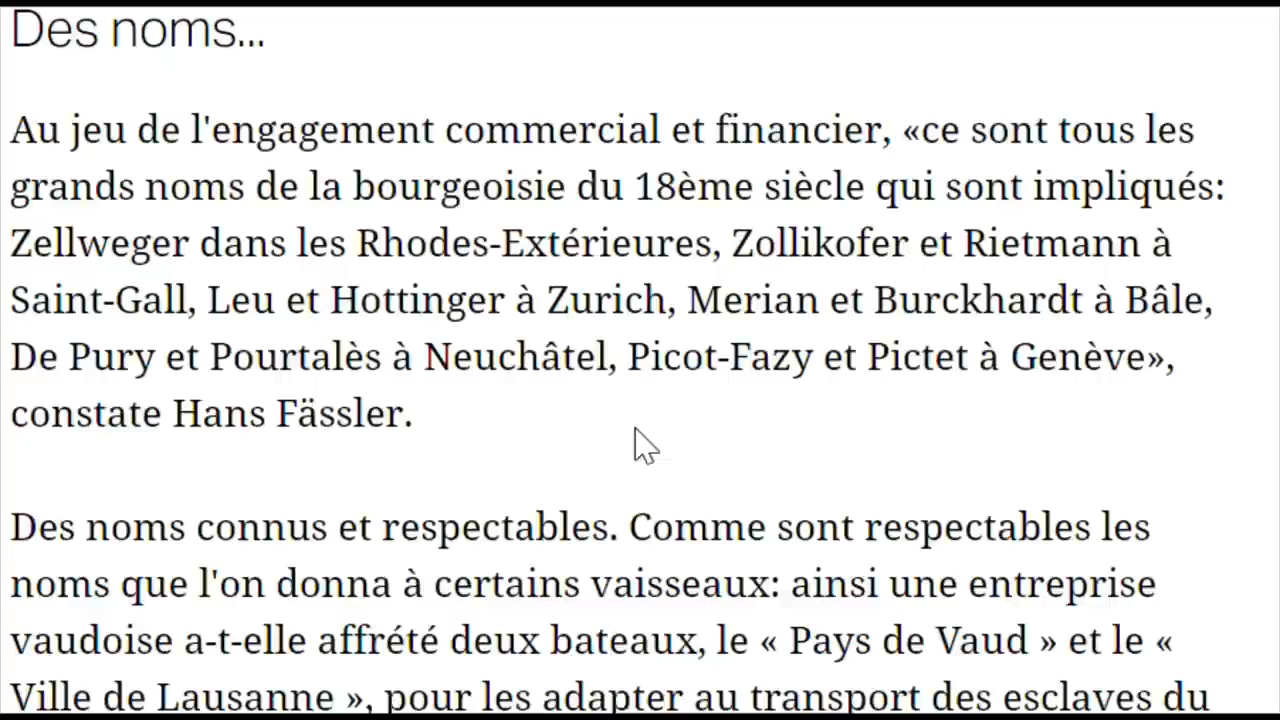 Des noms...
Au jeu de l'engagement commercial et financier, «ce sont tous les
grands noms de la bourgeoisie du 18ème siècle qui sont impliqués:
Zellweger dans les Rhodes-Extérieures, Zollikofer et Rietmann à
Saint-Gall, Leu et Hottinger à Zurich, Merian et Burckhardt à Bâle,
De Pury et Pourtalès à Neuchâtel, Picot-Fazy et Pictet à Genève»,
constate Hans Fässler.
Des noms connus et respectables. Comme sont respectables les
noms que l'on donna à certains vaisseaux: ainsi une entreprise
vaudoise a-t-elle affrété deux bateaux, le « Pays de Vaud » et le «
Ville de Lausanne », pour les adapter au transport des esclaves du